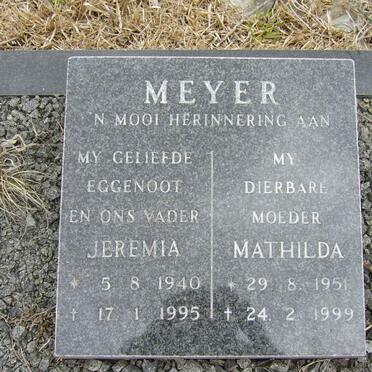 MEYER
'N MOOI HERINNERING AAN
MY GELIEFDE
EGGENOOT
EN ONS VADER
JEREMIA
* 5 8 1940
† 17 1 1995
MY
DIERBARE
MOEDER
MATHILDA
* 29 8 1951
† 24 2 1999